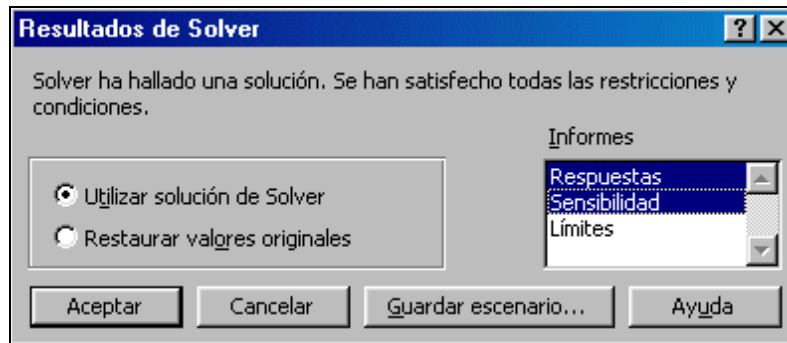 Resultados de Solver
Solver ha hallado una solución. Se han satisfecho todas las restricciones y
condiciones.
Informes
Utilizar solución de Solver
Restaurar valores originales
Respuestas
Sensibilidad
Límites
Aceptar
Cancelar
Guardar escenario...
Ayuda